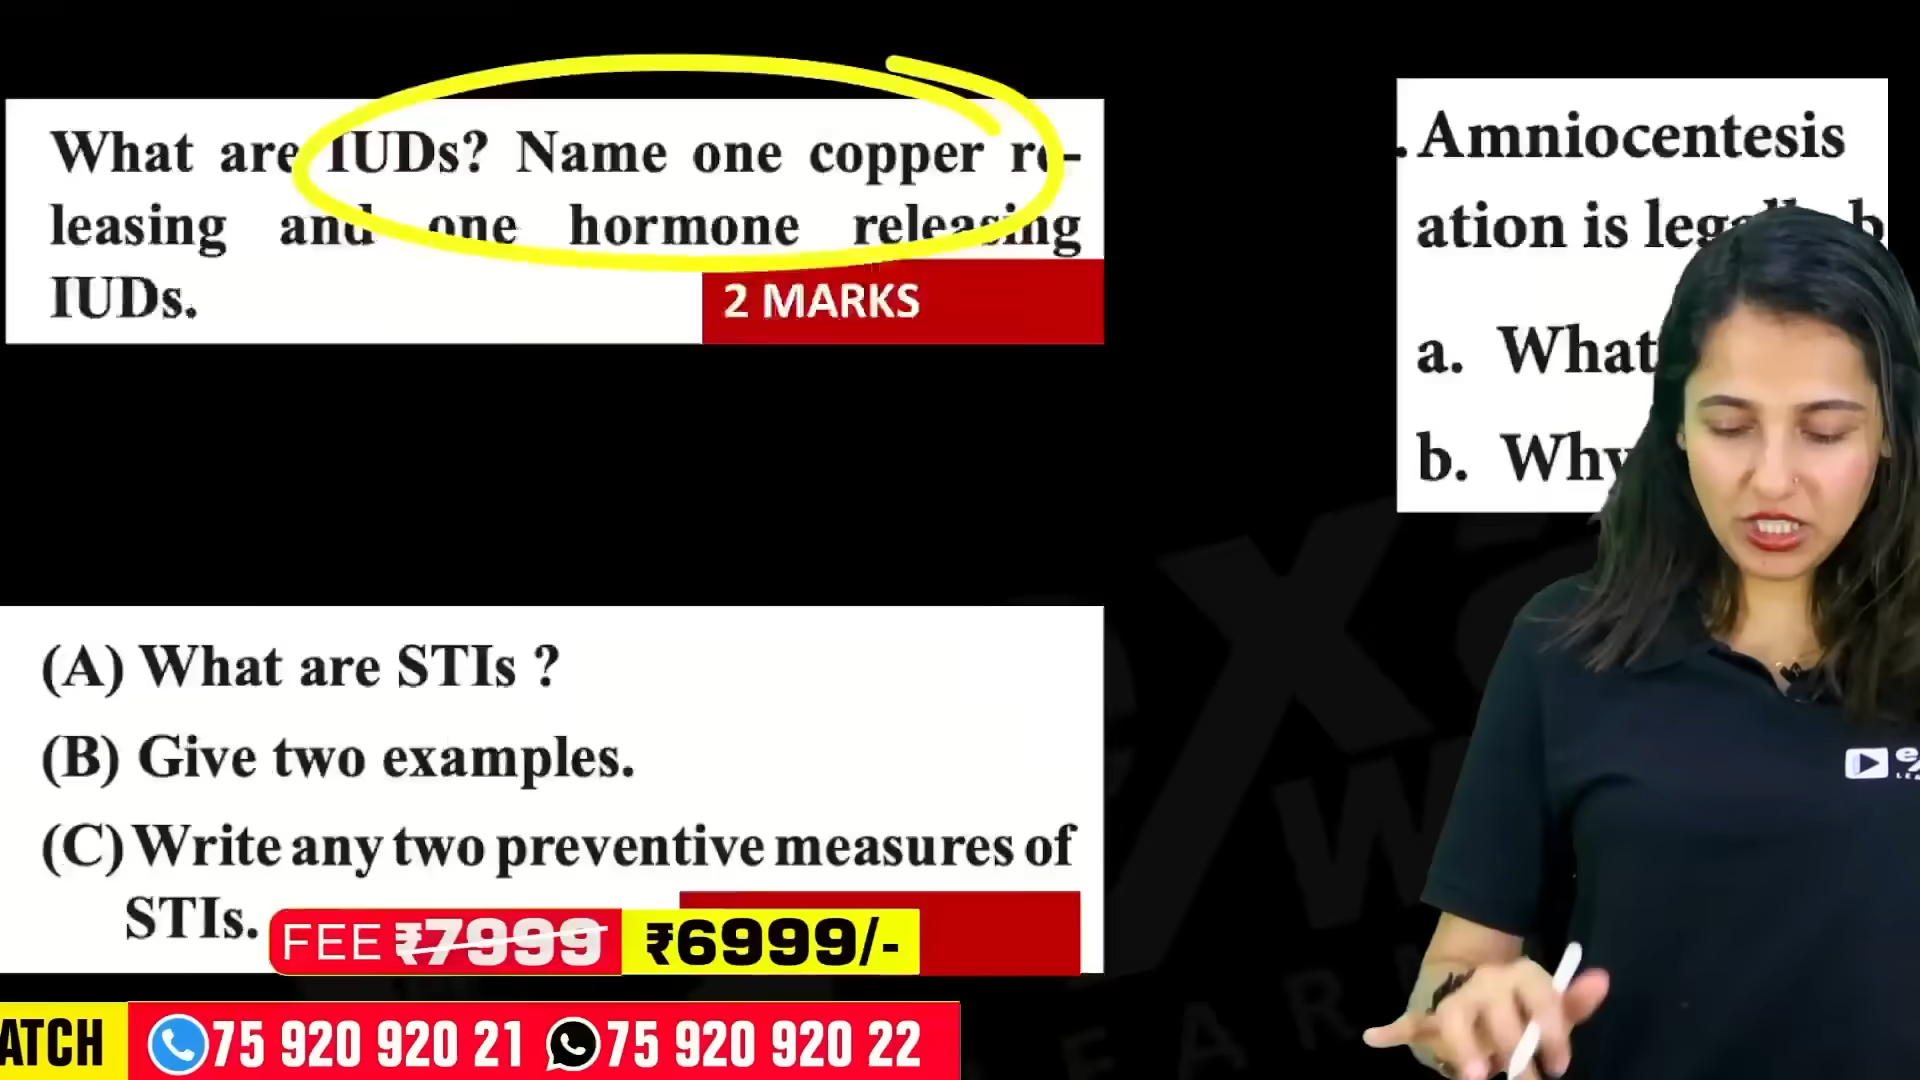 What are IUDs? Name one copper re-
leasing and one hormone releasing
IUDs.
2 MARKS
(A) What are STIs ?
(B) Give two examples.
(C) Write any two preventive measures of
STIs.
FEE ₹7999 ₹6999/-
ATCH 75 920 920 21 75 920 920 22
.Amniocentesis
ation is legally b
a. What
b. Why